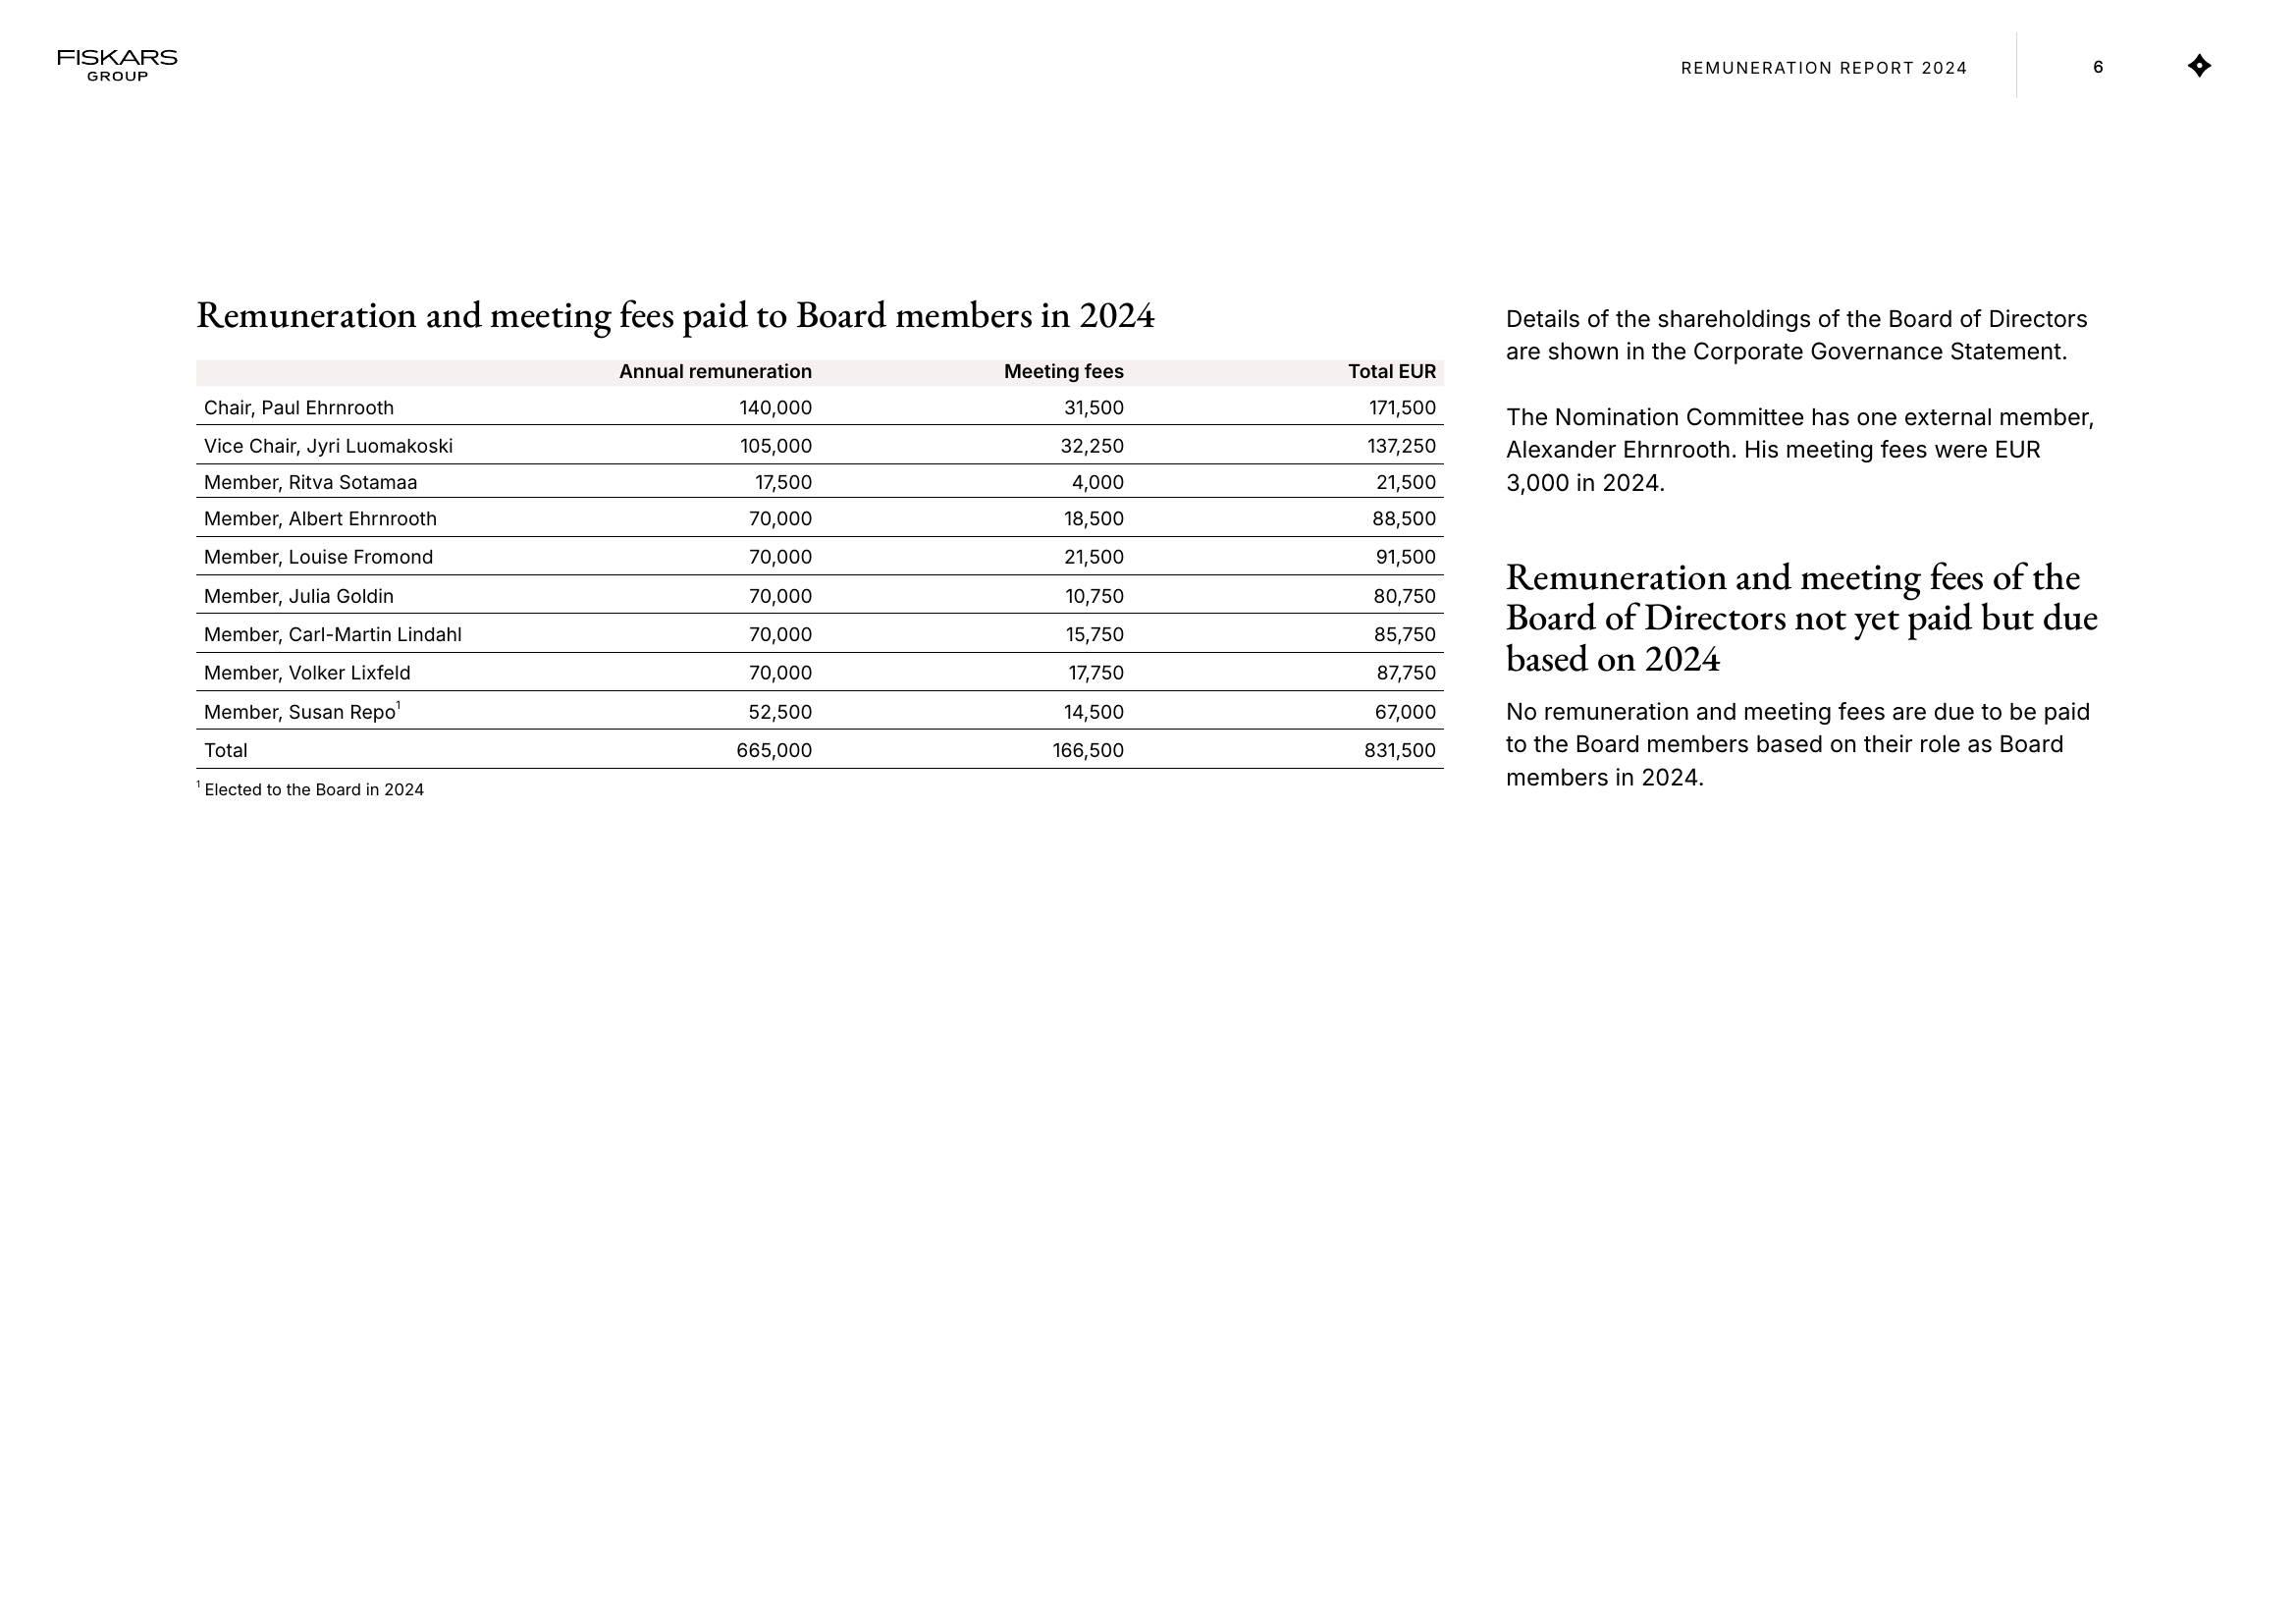 FISKARS
GROUP
REMUNERATION REPORT 2024
6
Remuneration and meeting fees paid to Board members in 2024
Annual remuneration Meeting fees Total EUR
Chair, Paul Ehrnrooth 140,000 31,500 171,500
Vice Chair, Jyri Luomakoski 105,000 32,250 137,250
Member, Ritva Sotamaa 17,500 4,000 21,500
Member, Albert Ehrnrooth 70,000 18,500 88,500
Member, Louise Fromond 70,000 21,500 91,500
Member, Julia Goldin 70,000 10,750 80,750
Member, Carl-Martin Lindahl 70,000 15,750 85,750
Member, Volker Lixfeld 70,000 17,750 87,750
Member, Susan Repo¹ 52,500 14,500 67,000
Total 665,000 166,500 831,500
¹ Elected to the Board in 2024
Details of the shareholdings of the Board of Directors
are shown in the Corporate Governance Statement.
The Nomination Committee has one external member,
Alexander Ehrnrooth. His meeting fees were EUR
3,000 in 2024.
Remuneration and meeting fees of the
Board of Directors not yet paid but due
based on 2024
No remuneration and meeting fees are due to be paid
to the Board members based on their role as Board
members in 2024.